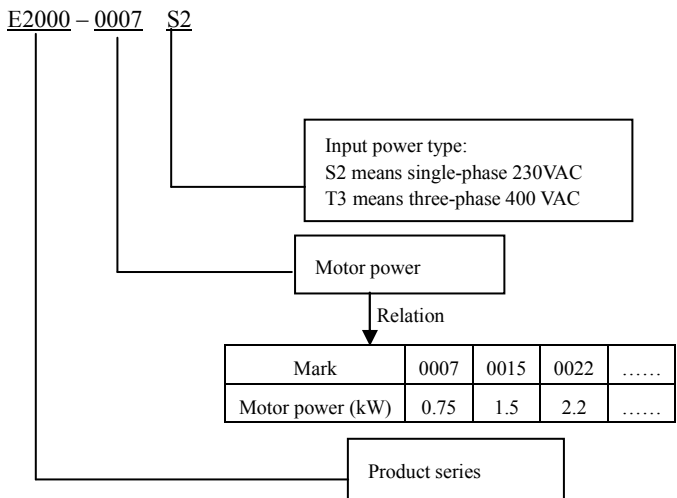 E2000 – 0007 S2
Input power type:
S2 means single-phase 230VAC
T3 means three-phase 400 VAC
Motor power
Relation
Mark 0007 0015 0022 ……
Motor power (kW) 0.75 1.5 2.2 ……
Product series